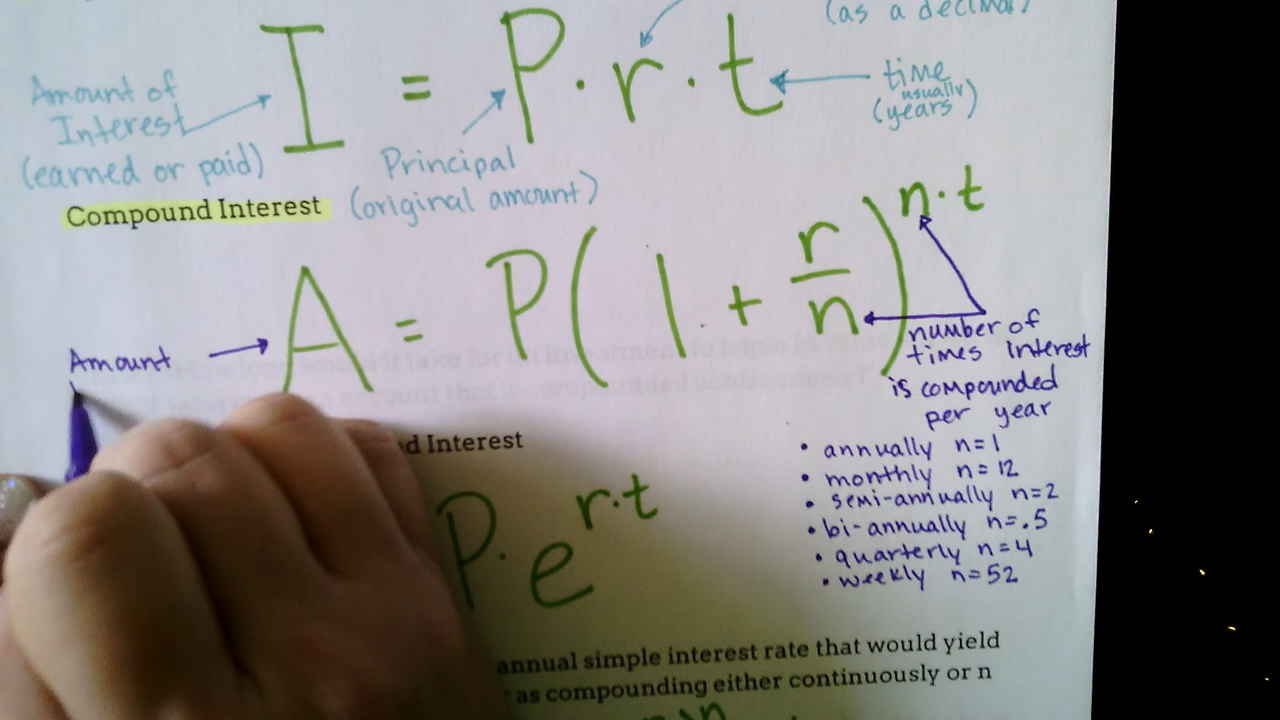 (as a decimal)
I = P · r · t
Amount of
Interest
(earned or paid)
Principal
(original amount)
time
usually
(years)
Compound Interest
A = P(1 + r/n)^n·t
Amount
number of
times interest
is compounded
per year
• annually n=1
• monthly n=12
• semi-annually n=2
• bi-annually n=.5
• quarterly n=4
• weekly n=52
d Interest
P·e^r·t
annual simple interest rate that would yield
as compounding either continuously or n